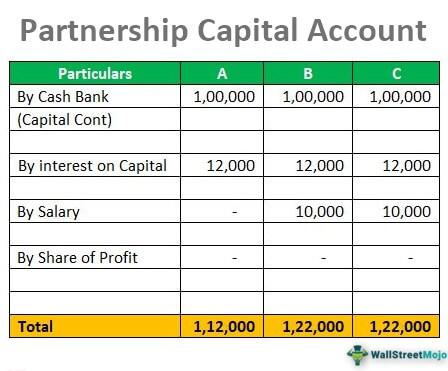 Partnership Capital Account
Particulars A B C
By Cash Bank 1,00,000 1,00,000 1,00,000
(Capital Cont)
By interest on Capital 12,000 12,000 12,000
By Salary - 10,000 10,000
By Share of Profit - - -
Total 1,12,000 1,22,000 1,22,000
WallStreetMojo